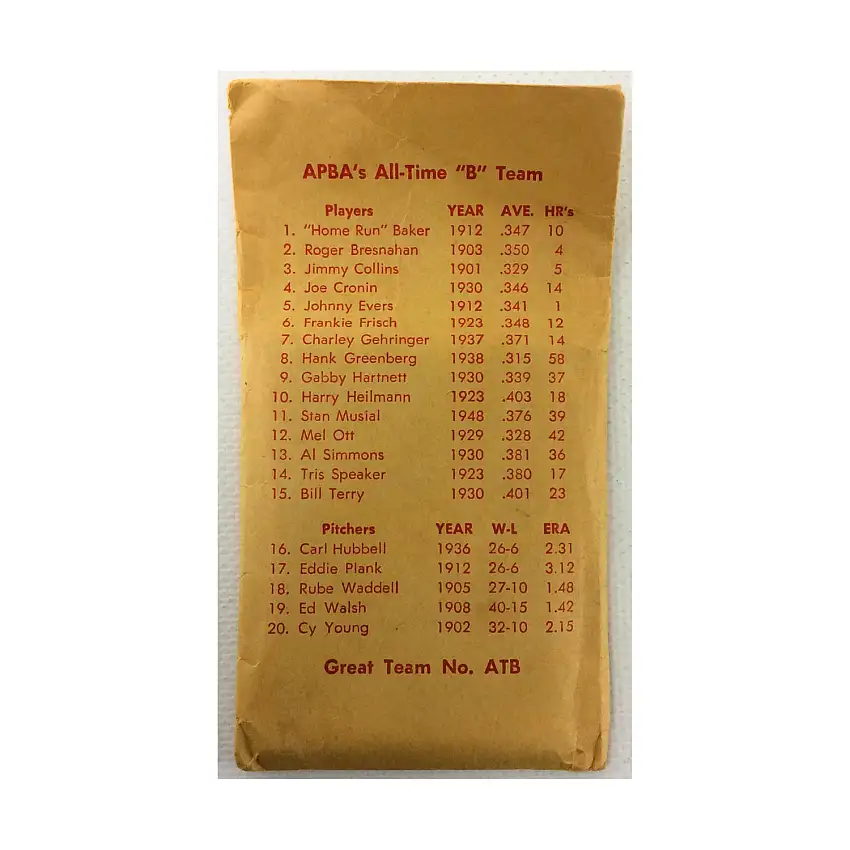 APBA's All-Time "B" Team
Players YEAR AVE. HR's
1. "Home Run" Baker 1912 .347 10
2. Roger Bresnahan 1903 .350 4
3. Jimmy Collins 1901 .329 5
4. Joe Cronin 1930 .346 14
5. Johnny Evers 1912 .341 1
6. Frankie Frisch 1923 .348 12
7. Charley Gehringer 1937 .371 14
8. Hank Greenberg 1938 .315 58
9. Gabby Hartnett 1930 .339 37
10. Harry Heilmann 1923 .403 18
11. Stan Musial 1948 .376 39
12. Mel Ott 1929 .328 42
13. Al Simmons 1930 .381 36
14. Tris Speaker 1923 .380 17
15. Bill Terry 1930 .401 23
Pitchers YEAR W-L ERA
16. Carl Hubbell 1936 26-6 2.31
17. Eddie Plank 1912 26-6 3.12
18. Rube Waddell 1905 27-10 1.48
19. Ed Walsh 1908 40-15 1.42
20. Cy Young 1902 32-10 2.15
Great Team No. ATB